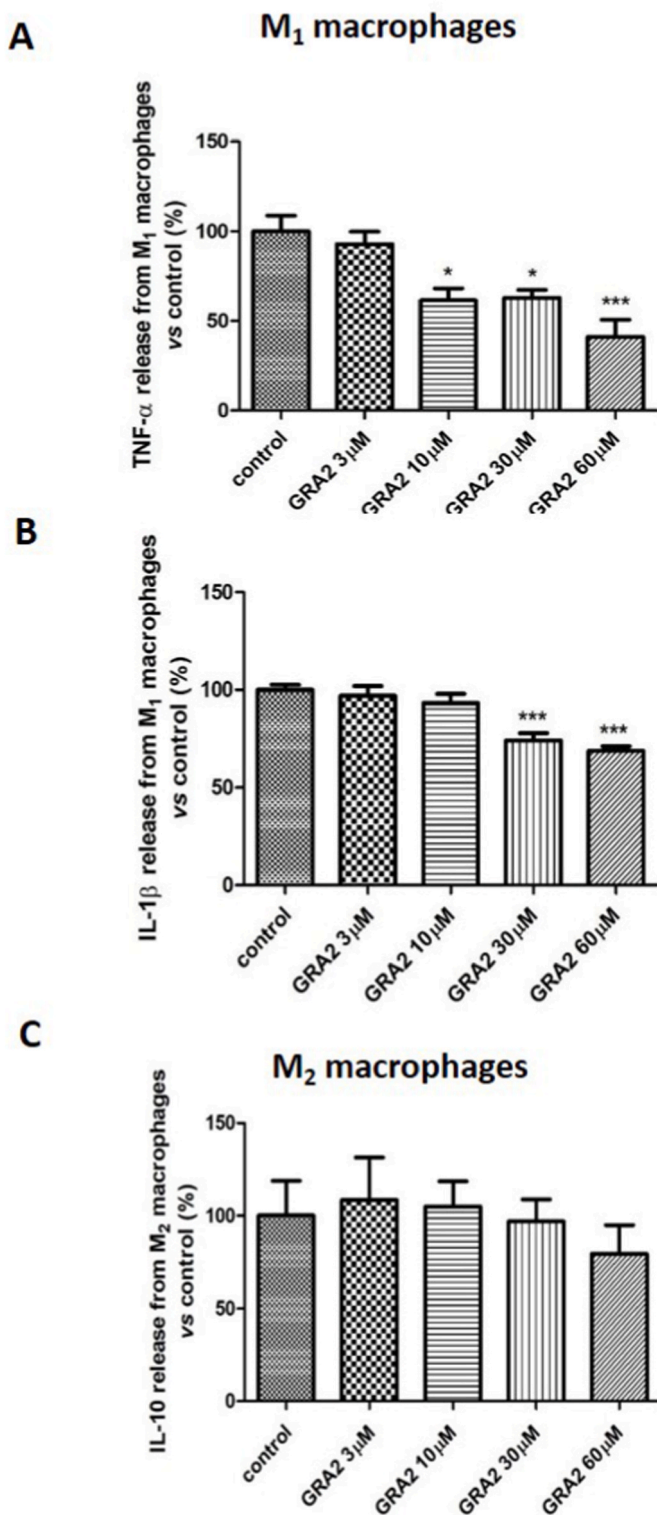 A
M₁ macrophages
TNF-α release from M₁ macrophages
vs control (%)
150
100
50
0
*
*
***
control
GRA2 3μM
GRA2 10μM
GRA2 30μM
GRA2 60μM
B
IL-1β release from M₁ macrophages
vs control (%)
150
100
50
0
***
***
control
GRA2 3μM
GRA2 10μM
GRA2 30μM
GRA2 60μM
C
M₂ macrophages
IL-10 release from M₂ macrophages
vs control (%)
150
100
50
0
control
GRA2 3μM
GRA2 10μM
GRA2 30μM
GRA2 60μM